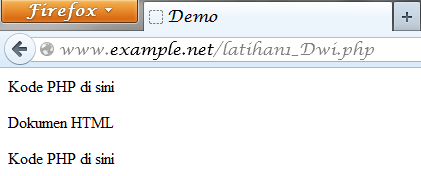 Firefox
Demo
www.example.net/latihan1_Dwi.php
Kode PHP di sini
Dokumen HTML
Kode PHP di sini